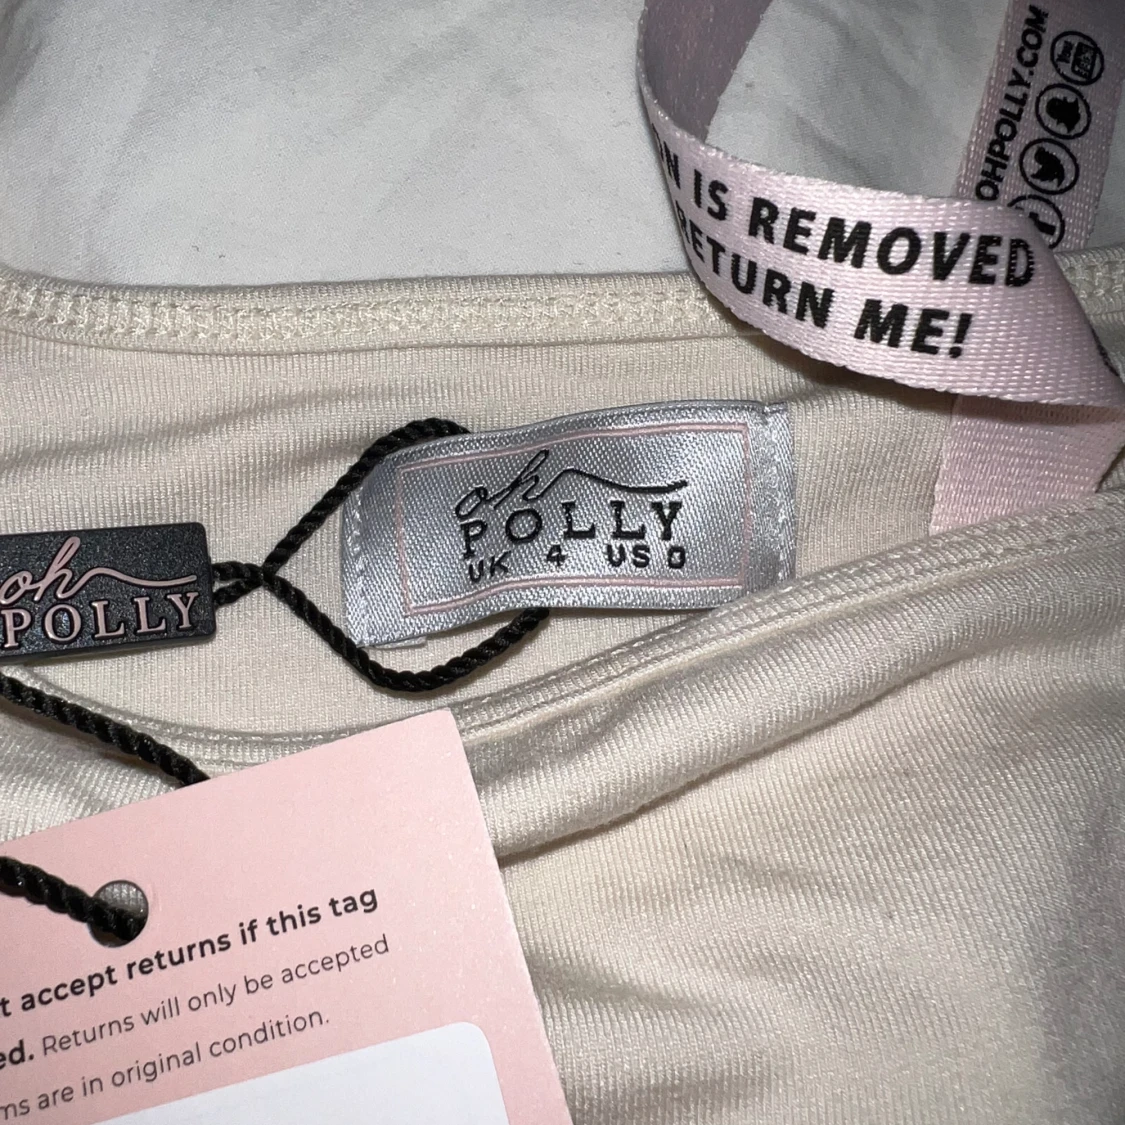 OHPOLLY.COM
IS REMOVED
RETURN ME!
oh
POLLY
UK 4 US 0
oh
POLLY
accept returns if this tag
Returns will only be accepted
are in original condition.